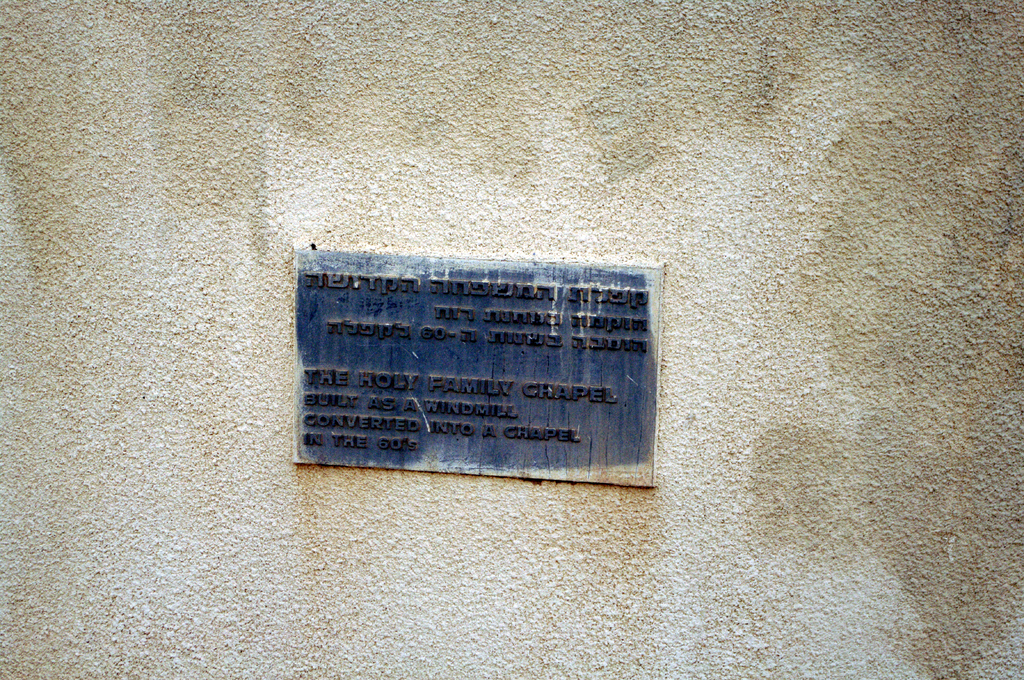 קפלת המשפחה הקדושה
הוקמה כטחנת רוח
הוסבה בשנות ה-60 לקפלה
THE HOLY FAMILY CHAPEL
BUILT AS A WINDMILL
CONVERTED INTO A CHAPEL
IN THE 60's